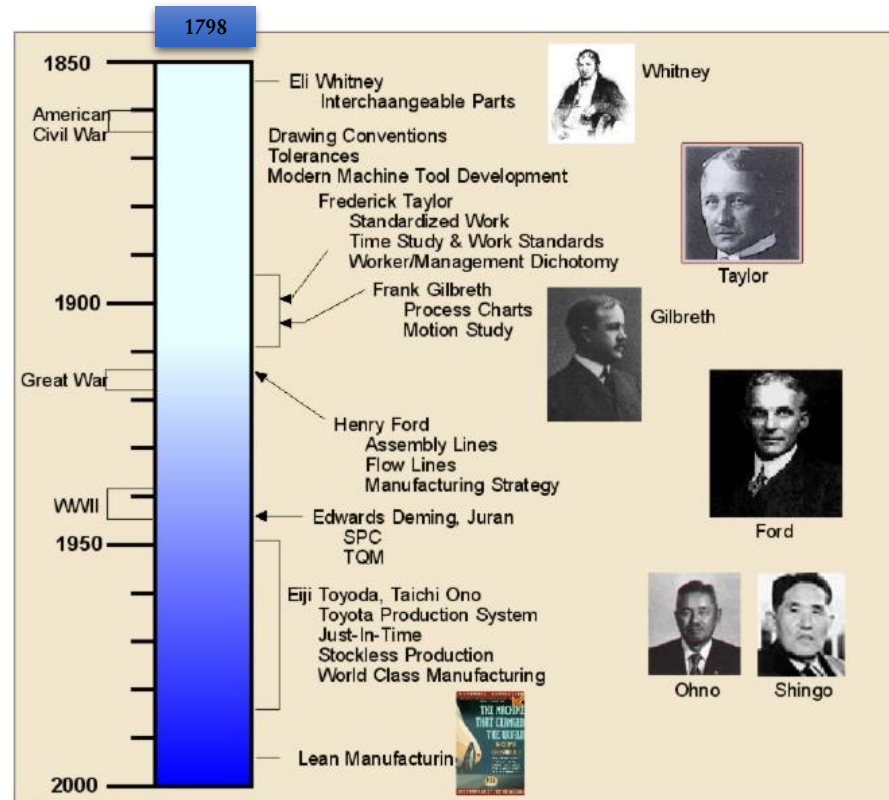 1798
1850
Eli Whitney
Interchaangeable Parts
Whitney
American
Civil War
Drawing Conventions
Tolerances
Modern Machine Tool Development
Frederick Taylor
Standardized Work
Time Study & Work Standards
Worker/Management Dichotomy
Taylor
1900
Frank Gilbreth
Process Charts
Motion Study
Gilbreth
Great War
Henry Ford
Assembly Lines
Flow Lines
Manufacturing Strategy
Ford
WWII
Edwards Deming, Juran
SPC
TQM
1950
Eiji Toyoda, Taichi Ono
Toyota Production System
Just-In-Time
Stockless Production
World Class Manufacturing
Ohno
Shingo
THE MACHINE
THAT CHANGED
THE WORLD
Lean Manufacturin
2000